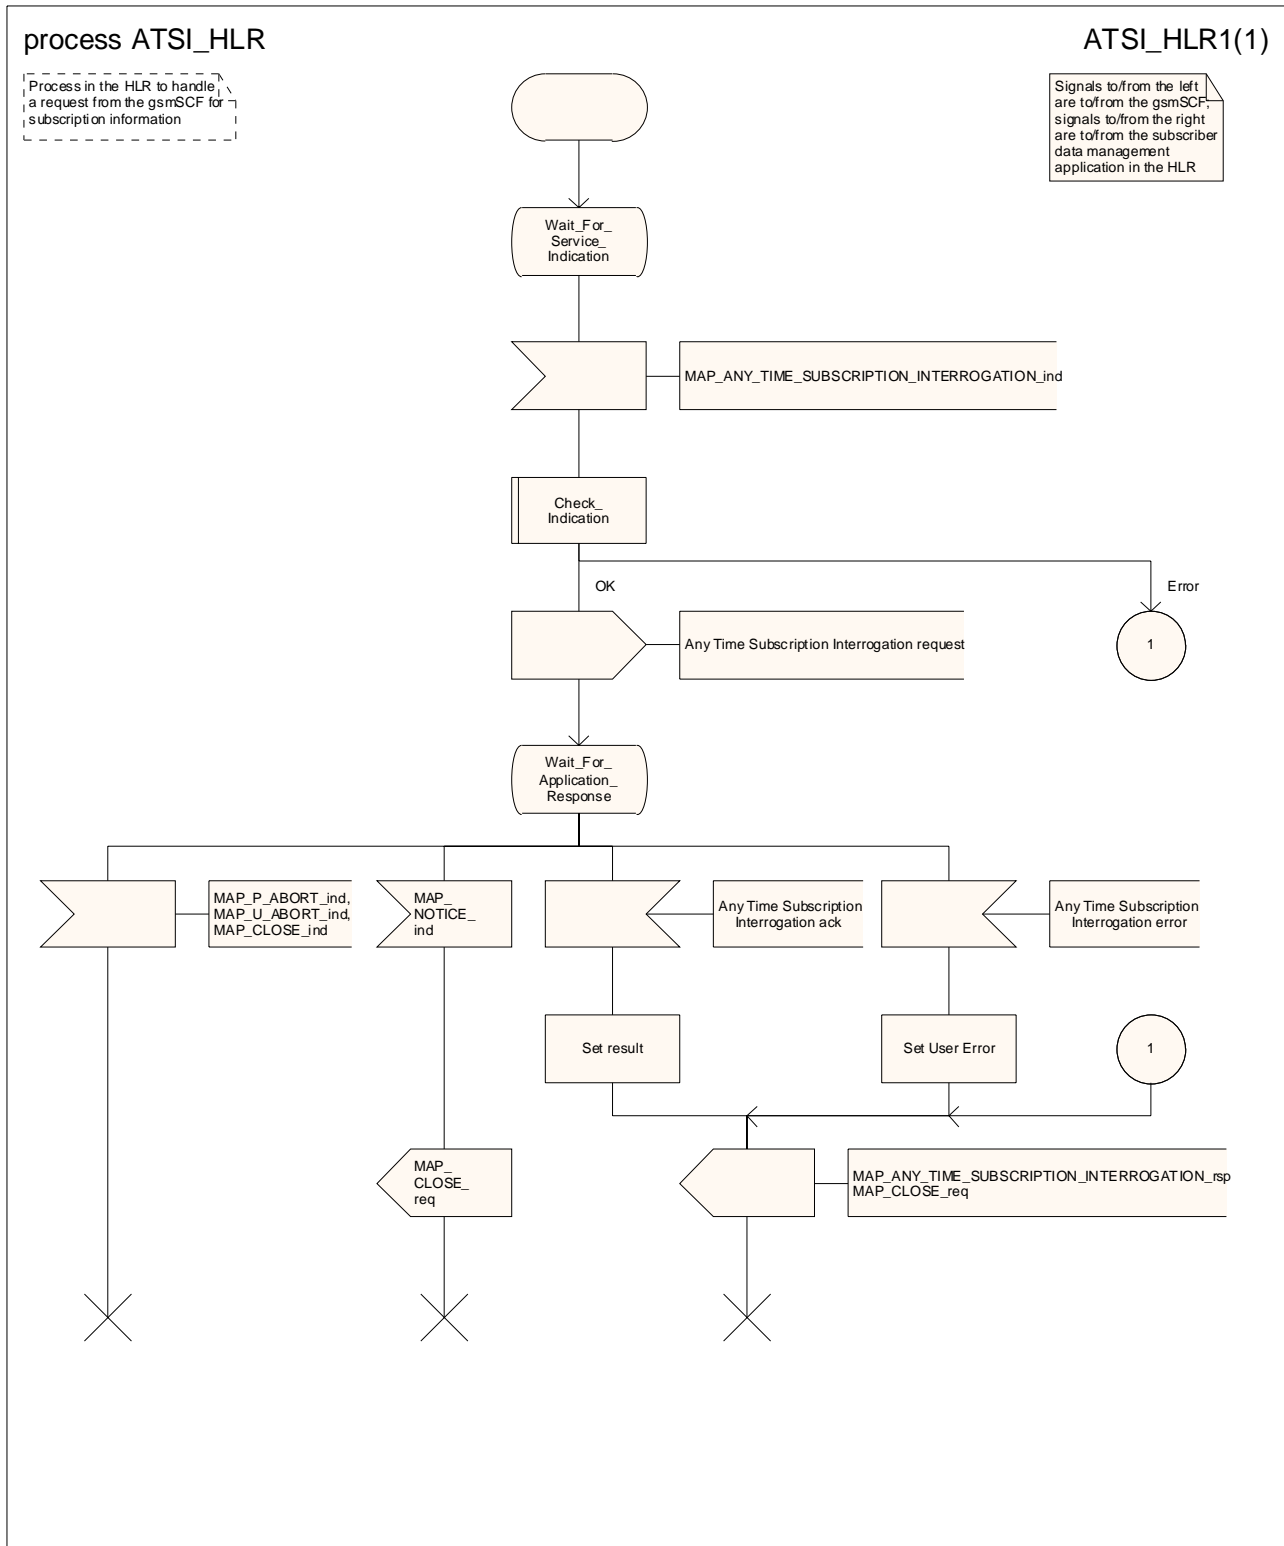 process ATSI_HLR
ATSI_HLR1(1)
Process in the HLR to handle
a request from the gsmSCF for
subscription information
Signals to/from the left
are to/from the gsmSCF;
signals to/from the right
are to/from the subscriber
data management
application in the HLR
Wait_For_
Service_
Indication
MAP_ANY_TIME_SUBSCRIPTION_INTERROGATION_ind
Check_
Indication
OK
Error
Any Time Subscription Interrogation request
1
Wait_For_
Application_
Response
MAP_P_ABORT_ind,
MAP_U_ABORT_ind,
MAP_CLOSE_ind
MAP_
NOTICE_
ind
Any Time Subscription
Interrogation ack
Any Time Subscription
Interrogation error
Set result
Set User Error
1
MAP_
CLOSE_
req
MAP_ANY_TIME_SUBSCRIPTION_INTERROGATION_rsp
MAP_CLOSE_req